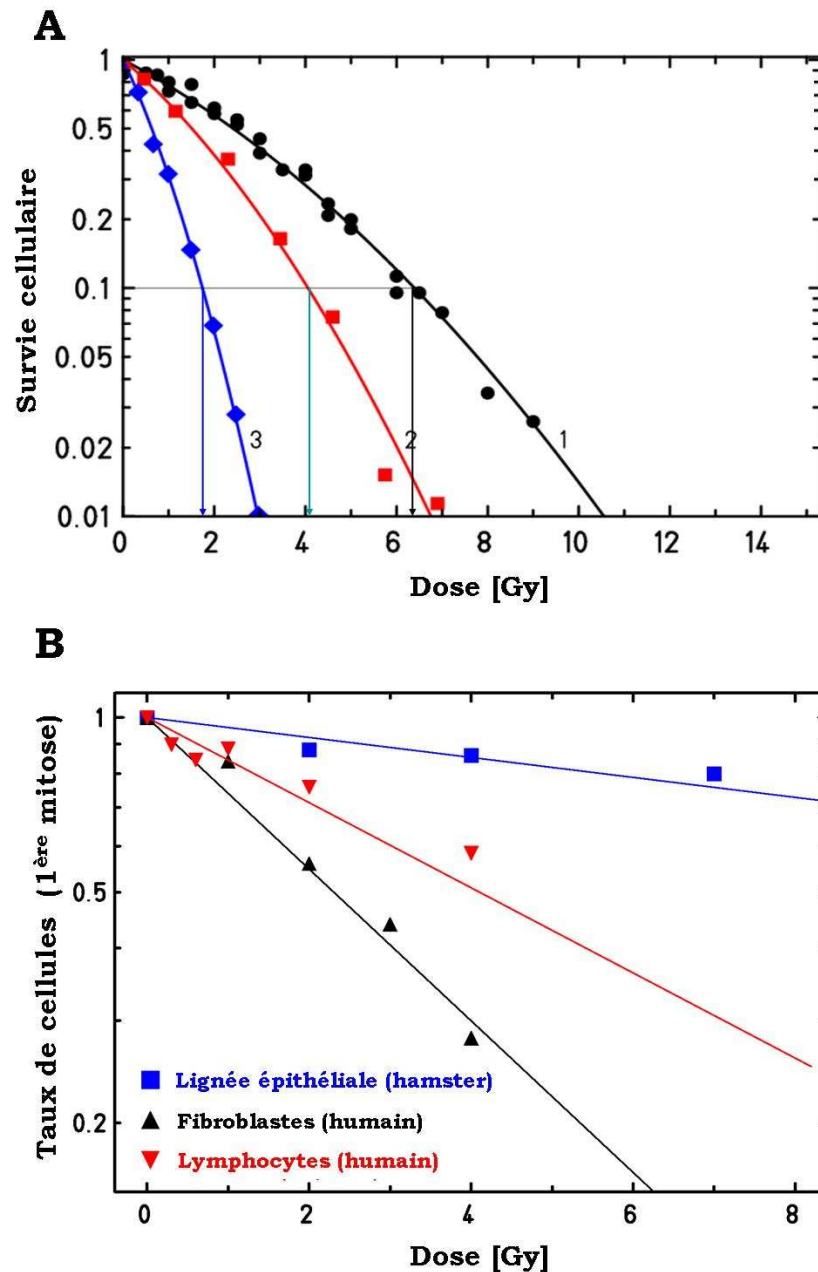 A
1
0.5
0.2
0.1
0.05
0.02
0.01
Survie cellulaire
3
2
1
0 2 4 6 8 10 12 14
Dose [Gy]
B
1
0.5
0.2
Taux de cellules (1ère mitose)
Lignée épithéliale (hamster)
Fibroblastes (humain)
Lymphocytes (humain)
0 2 4 6 8
Dose [Gy]